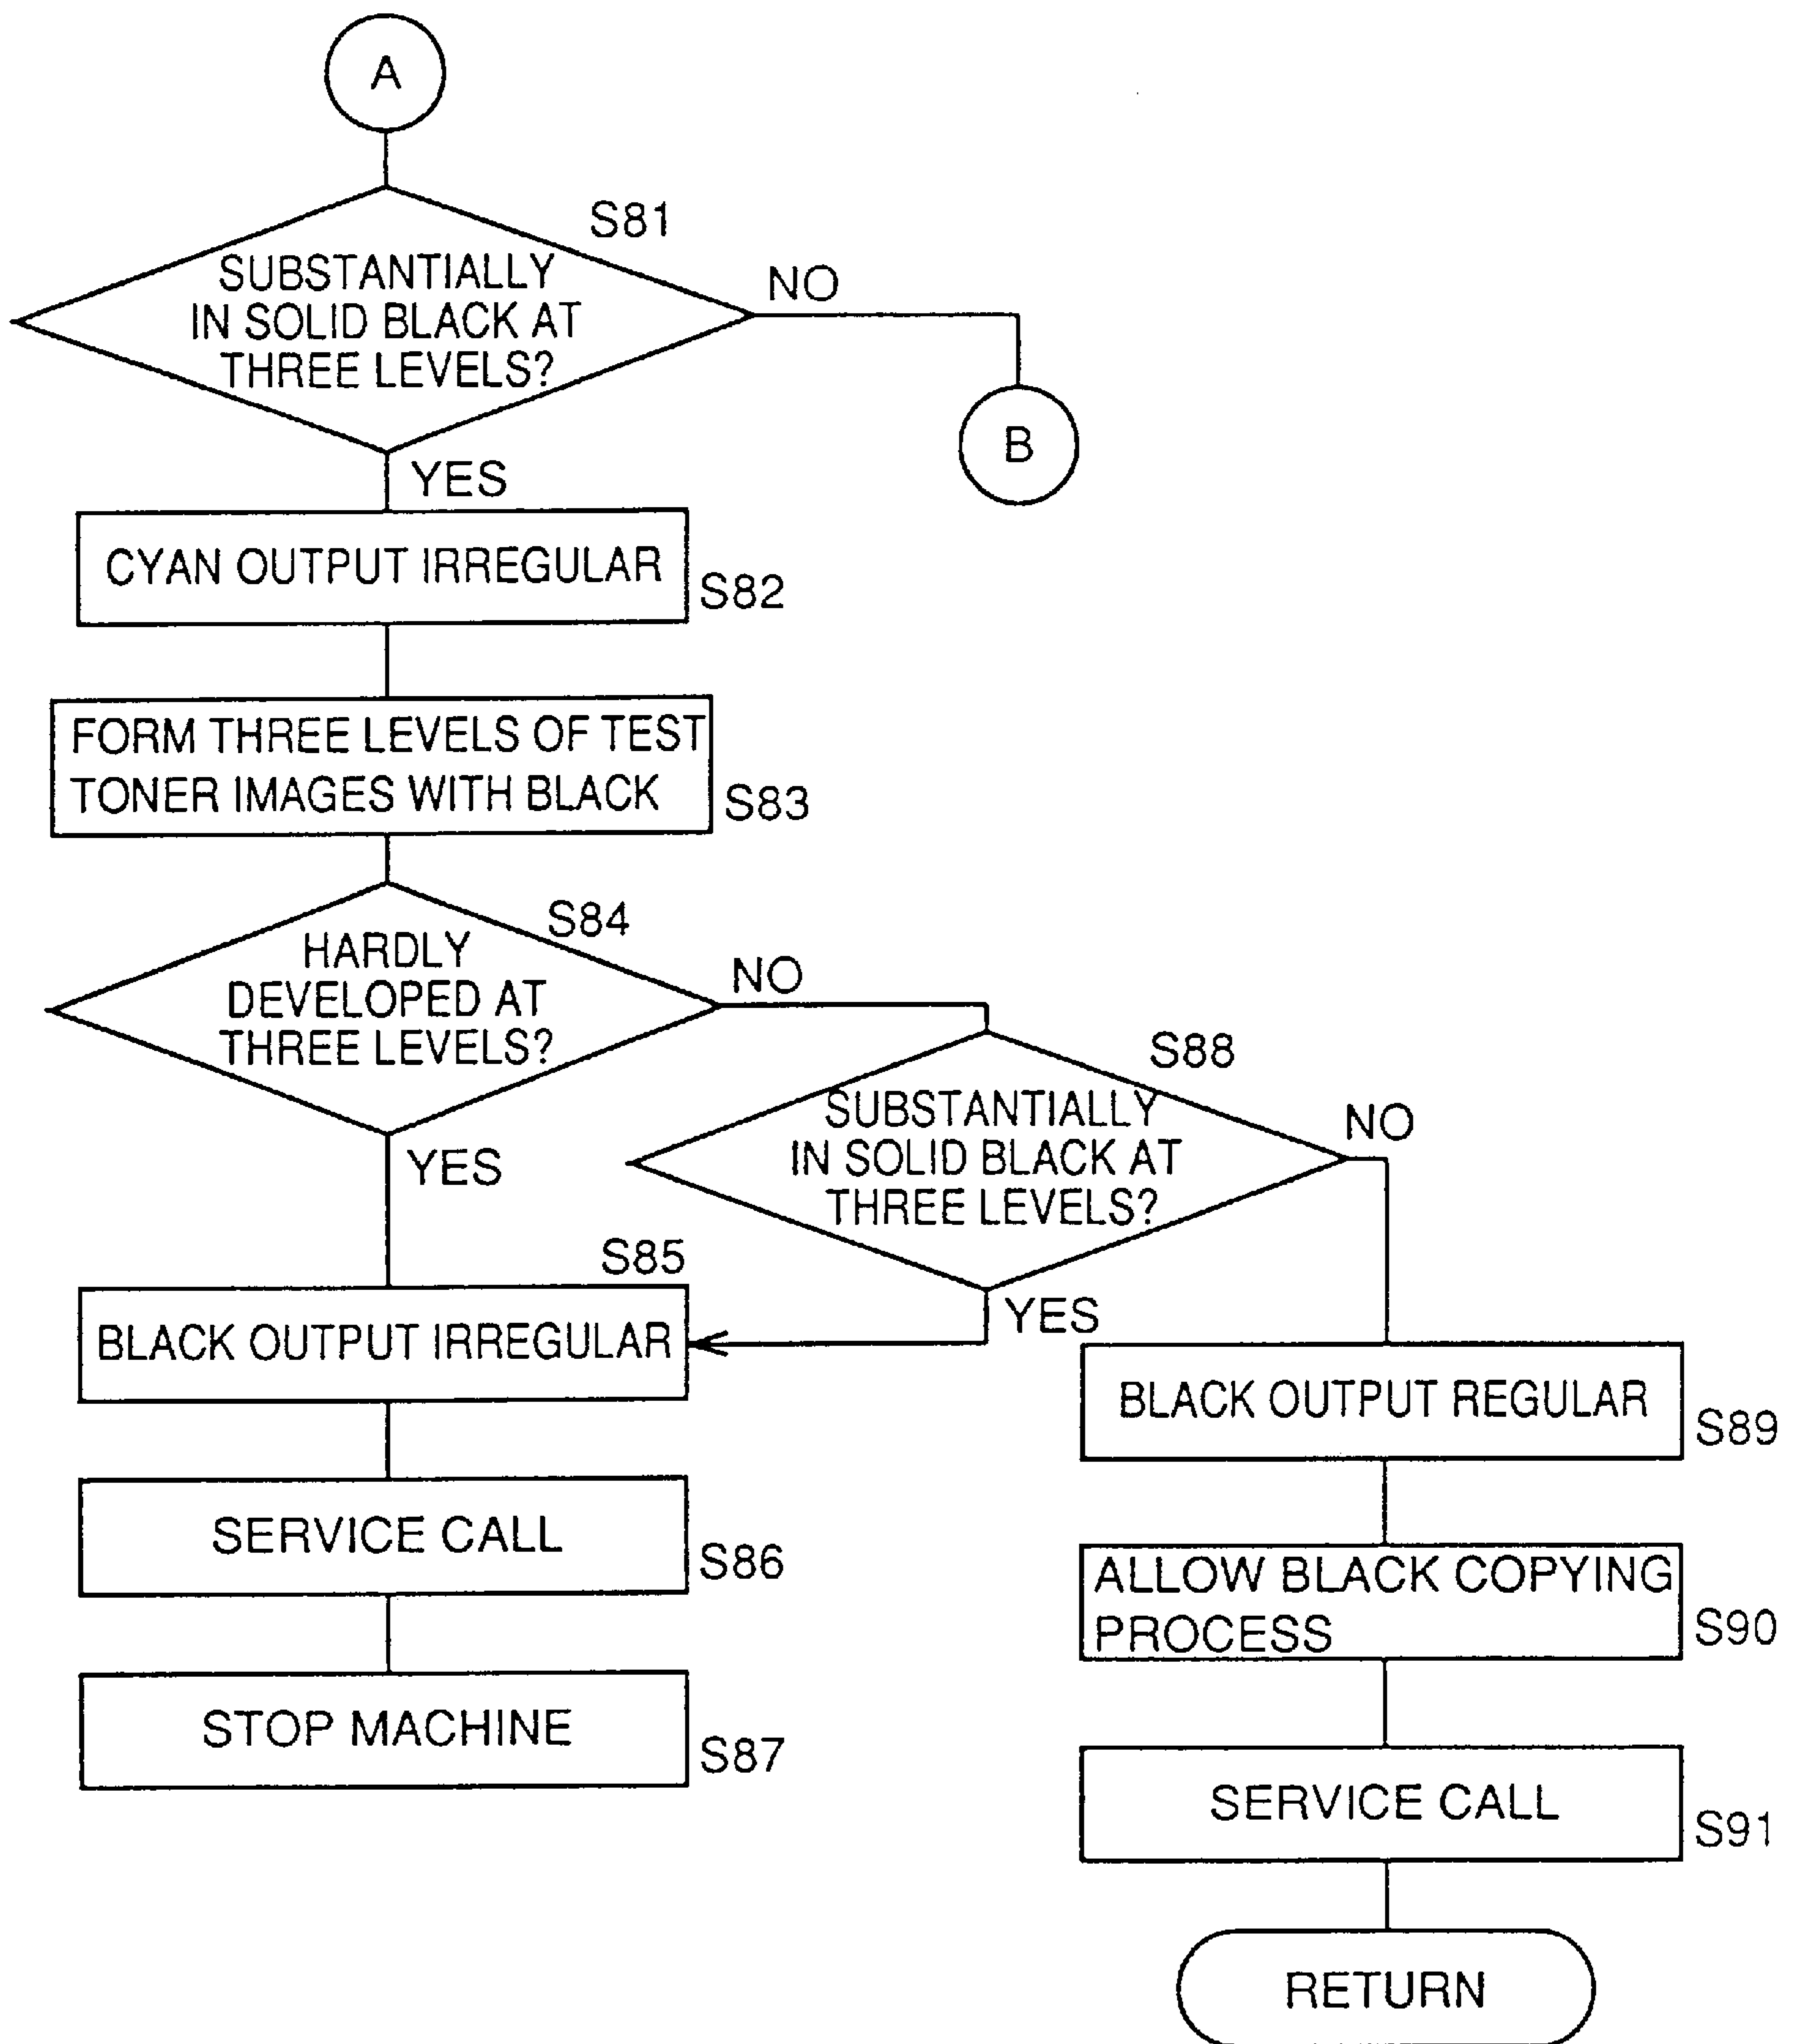 A
S81
SUBSTANTIALLY
IN SOLID BLACK AT
THREE LEVELS?
NO
B
YES
CYAN OUTPUT IRREGULAR
S82
FORM THREE LEVELS OF TEST
TONER IMAGES WITH BLACK
S83
S84
HARDLY
DEVELOPED AT
THREE LEVELS?
NO
YES
S88
SUBSTANTIALLY
IN SOLID BLACK AT
THREE LEVELS?
NO
YES
S85
BLACK OUTPUT IRREGULAR
BLACK OUTPUT REGULAR
S89
SERVICE CALL
S86
ALLOW BLACK COPYING
PROCESS
S90
STOP MACHINE
S87
SERVICE CALL
S91
RETURN